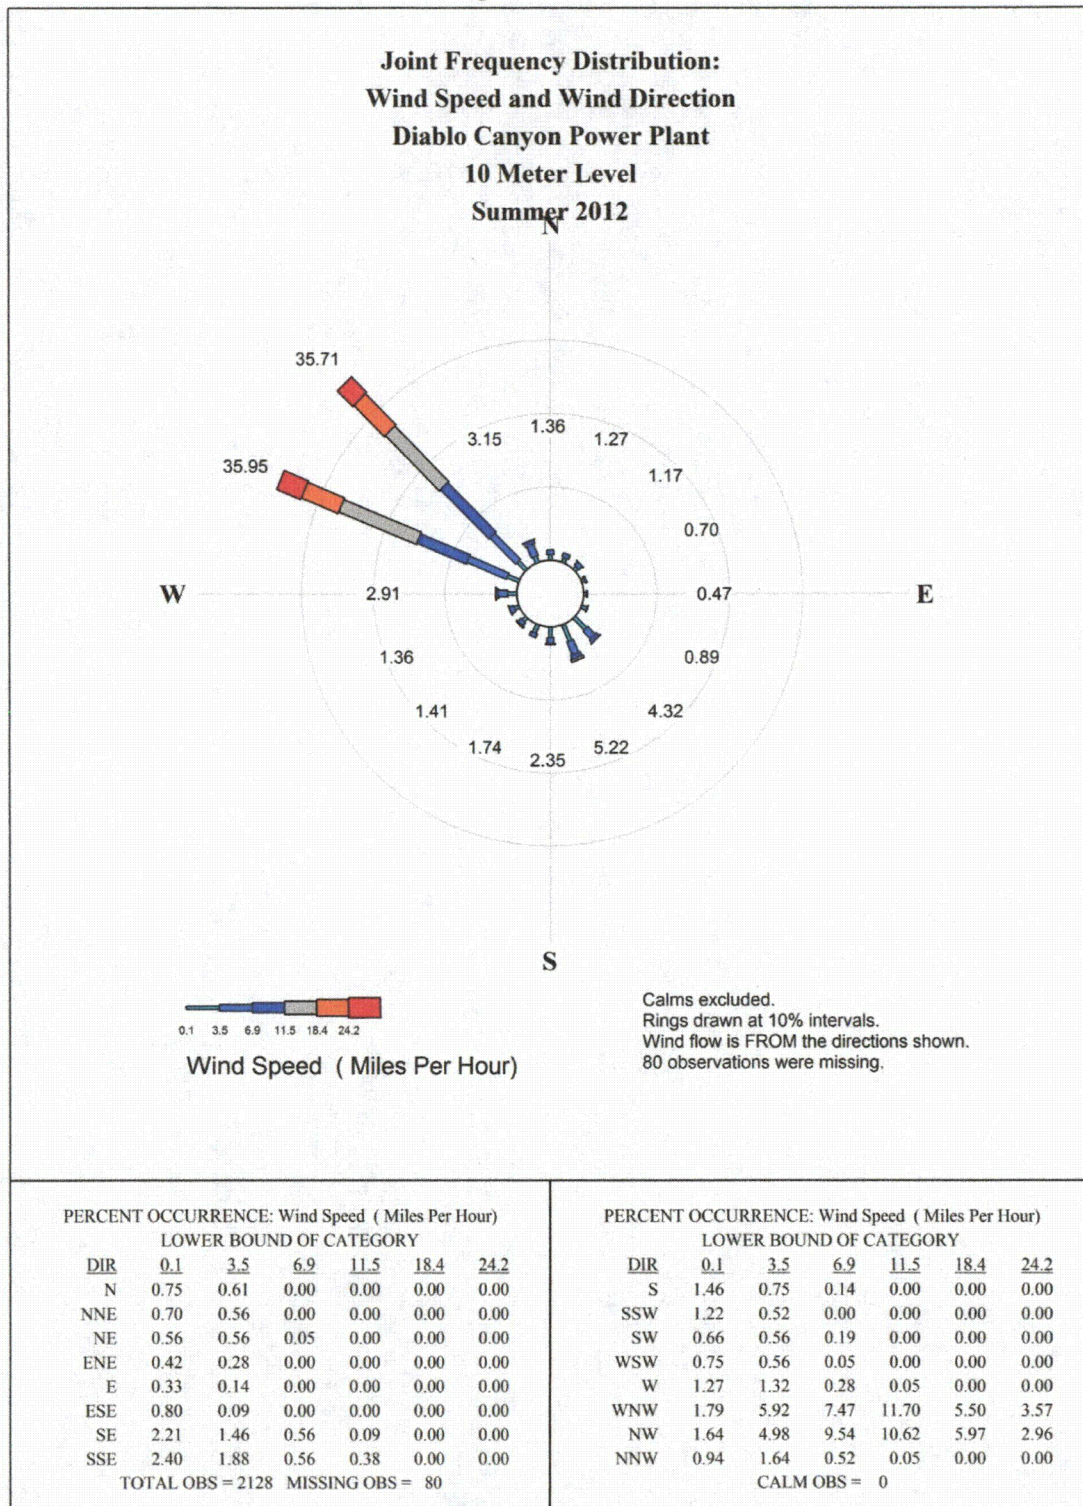 Joint Frequency Distribution:
Wind Speed and Wind Direction
Diablo Canyon Power Plant
10 Meter Level
Summer 2012
N
35.71
3.15
1.36
1.27
1.17
35.95
0.70
W
2.91
0.47
E
1.36
0.89
1.41
4.32
1.74
2.35
5.22
S
0.1 3.5 6.9 11.5 18.4 24.2
Wind Speed ( Miles Per Hour)
Calms excluded.
Rings drawn at 10% intervals.
Wind flow is FROM the directions shown.
80 observations were missing.
PERCENT OCCURRENCE: Wind Speed ( Miles Per Hour)
LOWER BOUND OF CATEGORY
DIR 0.1 3.5 6.9 11.5 18.4 24.2
N 0.75 0.61 0.00 0.00 0.00 0.00
NNE 0.70 0.56 0.00 0.00 0.00 0.00
NE 0.56 0.56 0.05 0.00 0.00 0.00
ENE 0.42 0.28 0.00 0.00 0.00 0.00
E 0.33 0.14 0.00 0.00 0.00 0.00
ESE 0.80 0.09 0.00 0.00 0.00 0.00
SE 2.21 1.46 0.56 0.09 0.00 0.00
SSE 2.40 1.88 0.56 0.38 0.00 0.00
TOTAL OBS = 2128 MISSING OBS = 80
PERCENT OCCURRENCE: Wind Speed ( Miles Per Hour)
LOWER BOUND OF CATEGORY
DIR 0.1 3.5 6.9 11.5 18.4 24.2
S 1.46 0.75 0.14 0.00 0.00 0.00
SSW 1.22 0.52 0.00 0.00 0.00 0.00
SW 0.66 0.56 0.19 0.00 0.00 0.00
WSW 0.75 0.56 0.05 0.00 0.00 0.00
W 1.27 1.32 0.28 0.05 0.00 0.00
WNW 1.79 5.92 7.47 11.70 5.50 3.57
NW 1.64 4.98 9.54 10.62 5.97 2.96
NNW 0.94 1.64 0.52 0.05 0.00 0.00
CALM OBS = 0